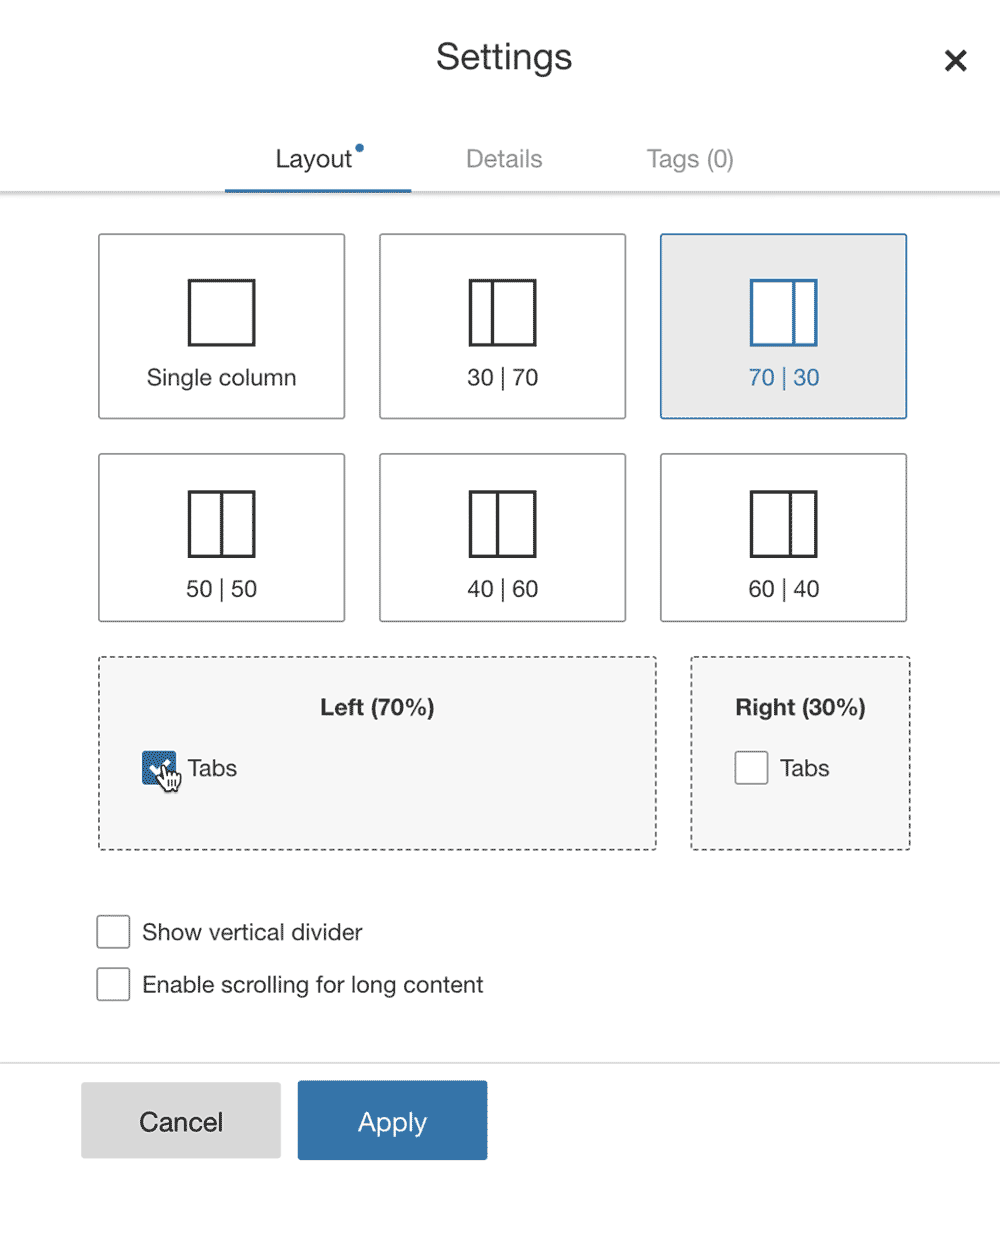 Settings
Layout Details Tags (0)
Single column 30 | 70 70 | 30
50 | 50 40 | 60 60 | 40
Left (70%) Right (30%)
Tabs Tabs
Show vertical divider
Enable scrolling for long content
Cancel Apply